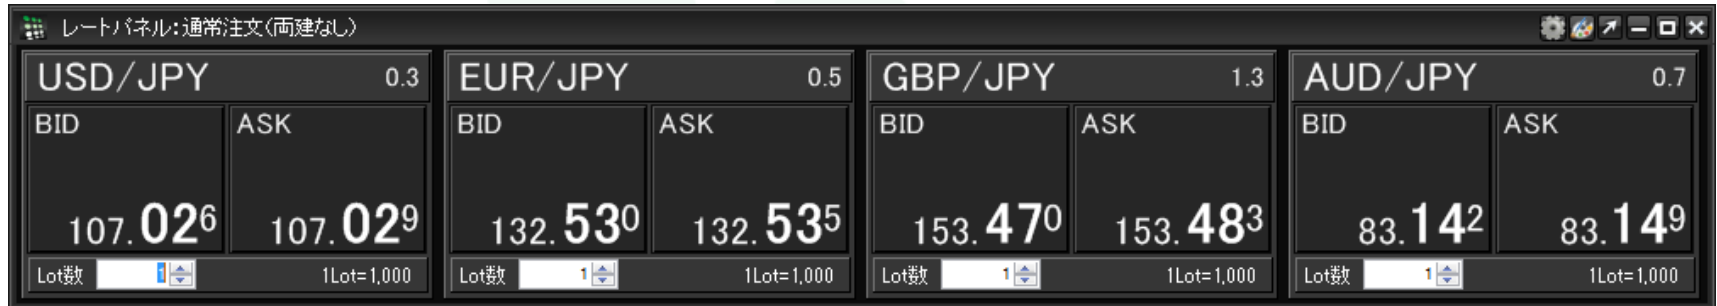 レートパネル:通常注文(両建なし)
USD/JPY 0.3
BID ASK
107.026 107.029
Lot数 1 1Lot=1,000
EUR/JPY 0.5
BID ASK
132.530 132.535
Lot数 1 1Lot=1,000
GBP/JPY 1.3
BID ASK
153.470 153.483
Lot数 1 1Lot=1,000
AUD/JPY 0.7
BID ASK
83.142 83.149
Lot数 1 1Lot=1,000